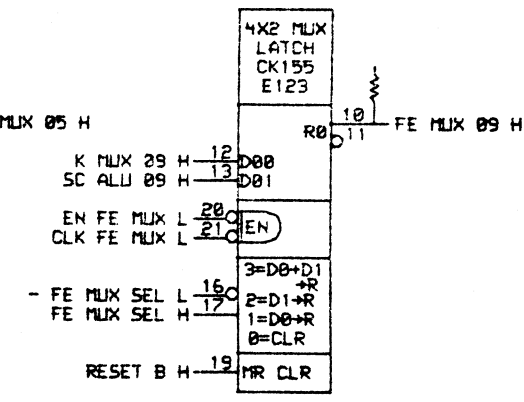 4X2 MUX
LATCH
CK155
E123
MUX 05 H
10
R0
11
FE MUX 09 H
K MUX 09 H 12 D00
SC ALU 09 H 13 D01
EN FE MUX L 20
CLK FE MUX L 21
EN
3=D0+D1
→R
- FE MUX SEL L 16
2=D1→R
FE MUX SEL H 17
1=D0→R
0=CLR
RESET B H 19 MR CLR